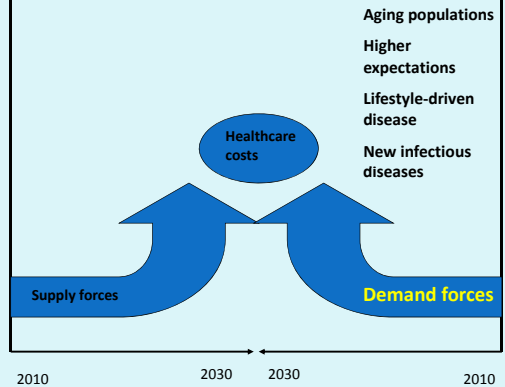 Aging populations
Higher
expectations
Lifestyle-driven
disease
New infectious
diseases
Healthcare
costs
Supply forces
Demand forces
2010
2030
2030
2010